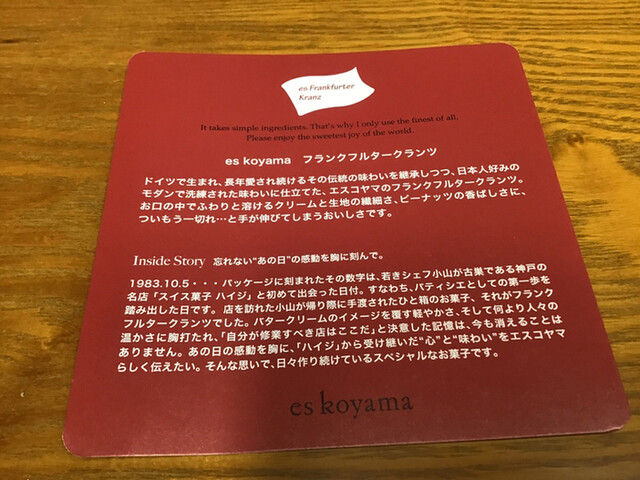 es Frankfurter
Kranz
It takes simple ingredients. That's why I only use the finest of all.
Please enjoy the sweetest joy of the world.
es koyama フランクフルタークランツ
ドイツで生まれ、長年愛され続けるその伝統の味わいを継承しつつ、日本人好みの
モダンで洗練された味わいに仕立てた、エスコヤマのフランクフルタークランツ。
お口の中でふわりと溶けるクリームと生地の繊細さ、ピーナッツの香ばしさに、
ついもう一切れ…と手が伸びてしまうおいしさです。
Inside Story 忘れない“あの日”の感動を胸に刻んで。
1983.10.5・・・パッケージに刻まれたその数字は、若きシェフ小山が古巣である神戸の
名店「スイス菓子 ハイジ」と初めて出会った日付。すなわち、パティシエとしての第一歩を
踏み出した日です。店を訪れた小山が帰り際に手渡されたひと箱のお菓子、それがフランク
フルタークランツでした。バタークリームのイメージを覆す軽やかさ、そして何より人々の
温かさに胸打たれ、「自分が修業すべき店はここだ」と決意した記憶は、今も消えることは
ありません。あの日の感動を胸に、「ハイジ」から受け継いだ“心”と“味わい”をエスコヤマ
らしく伝えたい。そんな思いで、日々作り続けているスペシャルなお菓子です。
es koyama